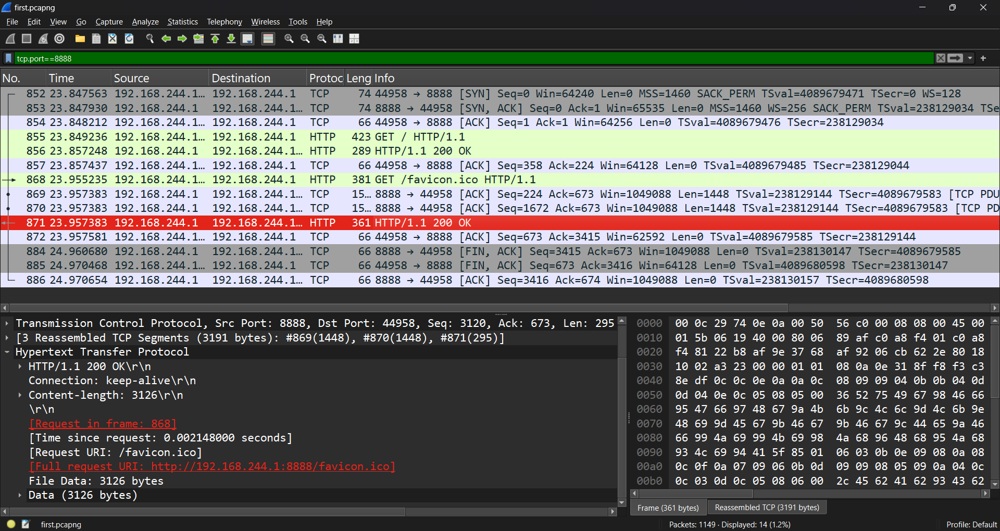 first.pcapng
File Edit View Go Capture Analyze Statistics Telephony Wireless Tools Help
tcp.port==8888
No. Time Source Destination Protoc Leng Info
852 23.847563 192.168.244.1… 192.168.244.1 TCP 74 44958 → 8888 [SYN] Seq=0 Win=64240 Len=0 MSS=1460 SACK_PERM TSval=4089679471 TSecr=0 WS=128
853 23.847930 192.168.244.1 192.168.244.1… TCP 74 8888 → 44958 [SYN, ACK] Seq=0 Ack=1 Win=65535 Len=0 MSS=1460 WS=256 SACK_PERM TSval=238129034 TSe
854 23.848212 192.168.244.1… 192.168.244.1 TCP 66 44958 → 8888 [ACK] Seq=1 Ack=1 Win=64256 Len=0 TSval=4089679476 TSecr=238129034
855 23.849236 192.168.244.1… 192.168.244.1 HTTP 423 GET / HTTP/1.1
856 23.857248 192.168.244.1 192.168.244.1… HTTP 289 HTTP/1.1 200 OK
857 23.857437 192.168.244.1… 192.168.244.1 TCP 66 44958 → 8888 [ACK] Seq=358 Ack=224 Win=64128 Len=0 TSval=4089679485 TSecr=238129044
868 23.955235 192.168.244.1… 192.168.244.1 HTTP 381 GET /favicon.ico HTTP/1.1
869 23.957383 192.168.244.1 192.168.244.1… TCP 15… 8888 → 44958 [ACK] Seq=224 Ack=673 Win=1049088 Len=1448 TSval=238129144 TSecr=4089679583 [TCP PDU
870 23.957383 192.168.244.1 192.168.244.1… TCP 15… 8888 → 44958 [ACK] Seq=1672 Ack=673 Win=1049088 Len=1448 TSval=238129144 TSecr=4089679583 [TCP PD
871 23.957383 192.168.244.1 192.168.244.1… HTTP 361 HTTP/1.1 200 OK
872 23.957581 192.168.244.1… 192.168.244.1 TCP 66 44958 → 8888 [ACK] Seq=673 Ack=3415 Win=62592 Len=0 TSval=4089679585 TSecr=238129144
884 24.960680 192.168.244.1 192.168.244.1… TCP 66 8888 → 44958 [FIN, ACK] Seq=3415 Ack=673 Win=1049088 Len=0 TSval=238130147 TSecr=4089679585
885 24.970468 192.168.244.1… 192.168.244.1 TCP 66 44958 → 8888 [FIN, ACK] Seq=673 Ack=3416 Win=64128 Len=0 TSval=4089680598 TSecr=238130147
886 24.970654 192.168.244.1 192.168.244.1… TCP 66 8888 → 44958 [ACK] Seq=3416 Ack=674 Win=1049088 Len=0 TSval=238130157 TSecr=4089680598
Transmission Control Protocol, Src Port: 8888, Dst Port: 44958, Seq: 3120, Ack: 673, Len: 295
[3 Reassembled TCP Segments (3191 bytes): #869(1448), #870(1448), #871(295)]
Hypertext Transfer Protocol
HTTP/1.1 200 OK\r\n
Connection: keep-alive\r\n
Content-length: 3126\r\n
\r\n
[Request in frame: 868]
[Time since request: 0.002148000 seconds]
[Request URI: /favicon.ico]
[Full request URI: http://192.168.244.1:8888/favicon.ico]
File Data: 3126 bytes
Data (3126 bytes)
0000 00 0c 29 74 0e 0a 00 50 56 c0 00 08 08 00 45 00
0010 01 5b 06 19 40 00 80 06 89 af c0 a8 f4 01 c0 a8
0020 f4 81 22 b8 af 9e 37 68 af 92 06 cb 62 2e 80 18
0030 10 02 a3 23 00 00 01 01 08 0a 0e 31 8f f8 f3 c3
0040 8e df 0c 0c 0e 0a 0a 0c 08 09 09 04 0b 0b 04 0d
0050 0d 04 0e 0c 05 08 05 00 36 52 75 49 67 98 46 66
0060 95 47 66 97 48 67 9a 4b 6b 9c 4c 6c 9d 4c 6b 9e
0070 48 69 9d 45 67 9b 46 67 9b 46 67 9c 44 65 9a 46
0080 66 99 4a 69 99 4b 69 98 4a 68 96 48 68 95 4a 68
0090 93 4c 69 94 41 5f 85 01 06 03 0b 0e 09 08 0a 08
00a0 0c 0f 0a 07 09 06 0b 0d 09 09 08 05 09 0a 04 0c
00b0 0c 03 0d 0c 05 08 06 00 2c 45 62 41 62 93 43 62
Frame (361 bytes) Reassembled TCP (3191 bytes)
first.pcapng Packets: 1149 · Displayed: 14 (1.2%) Profile: Default